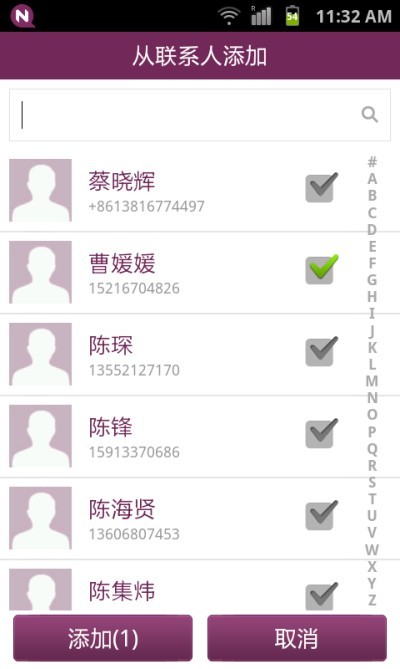 N
R
54
11:32 AM
从联系人添加
蔡晓辉
+8613816774497
曹媛媛
15216704826
陈琛
13552127170
陈锋
15913370686
陈海贤
13606807453
陈集炜
#
A
B
C
D
E
F
G
H
I
J
K
L
M
N
O
P
Q
R
S
T
U
V
W
X
Y
Z
添加(1)
取消